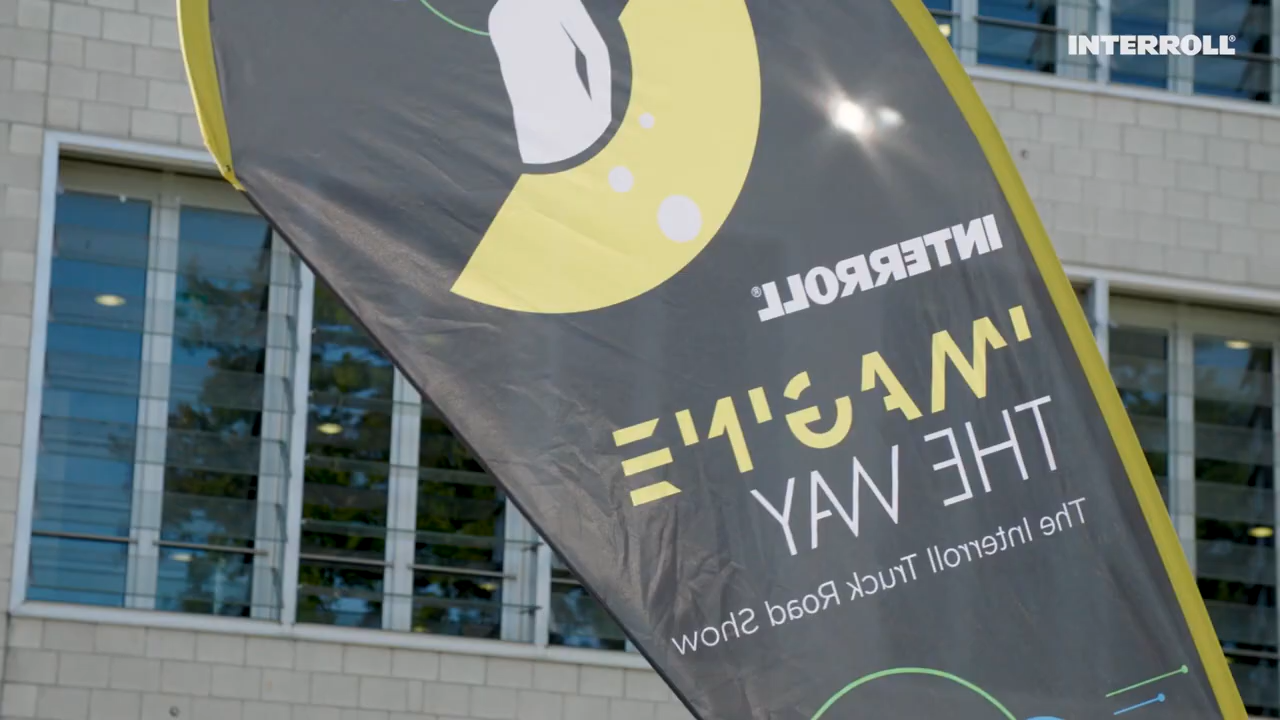 INTERROLL®
INTERROLL®
IMAGINE
THE WAY
The Interroll Truck Road Show